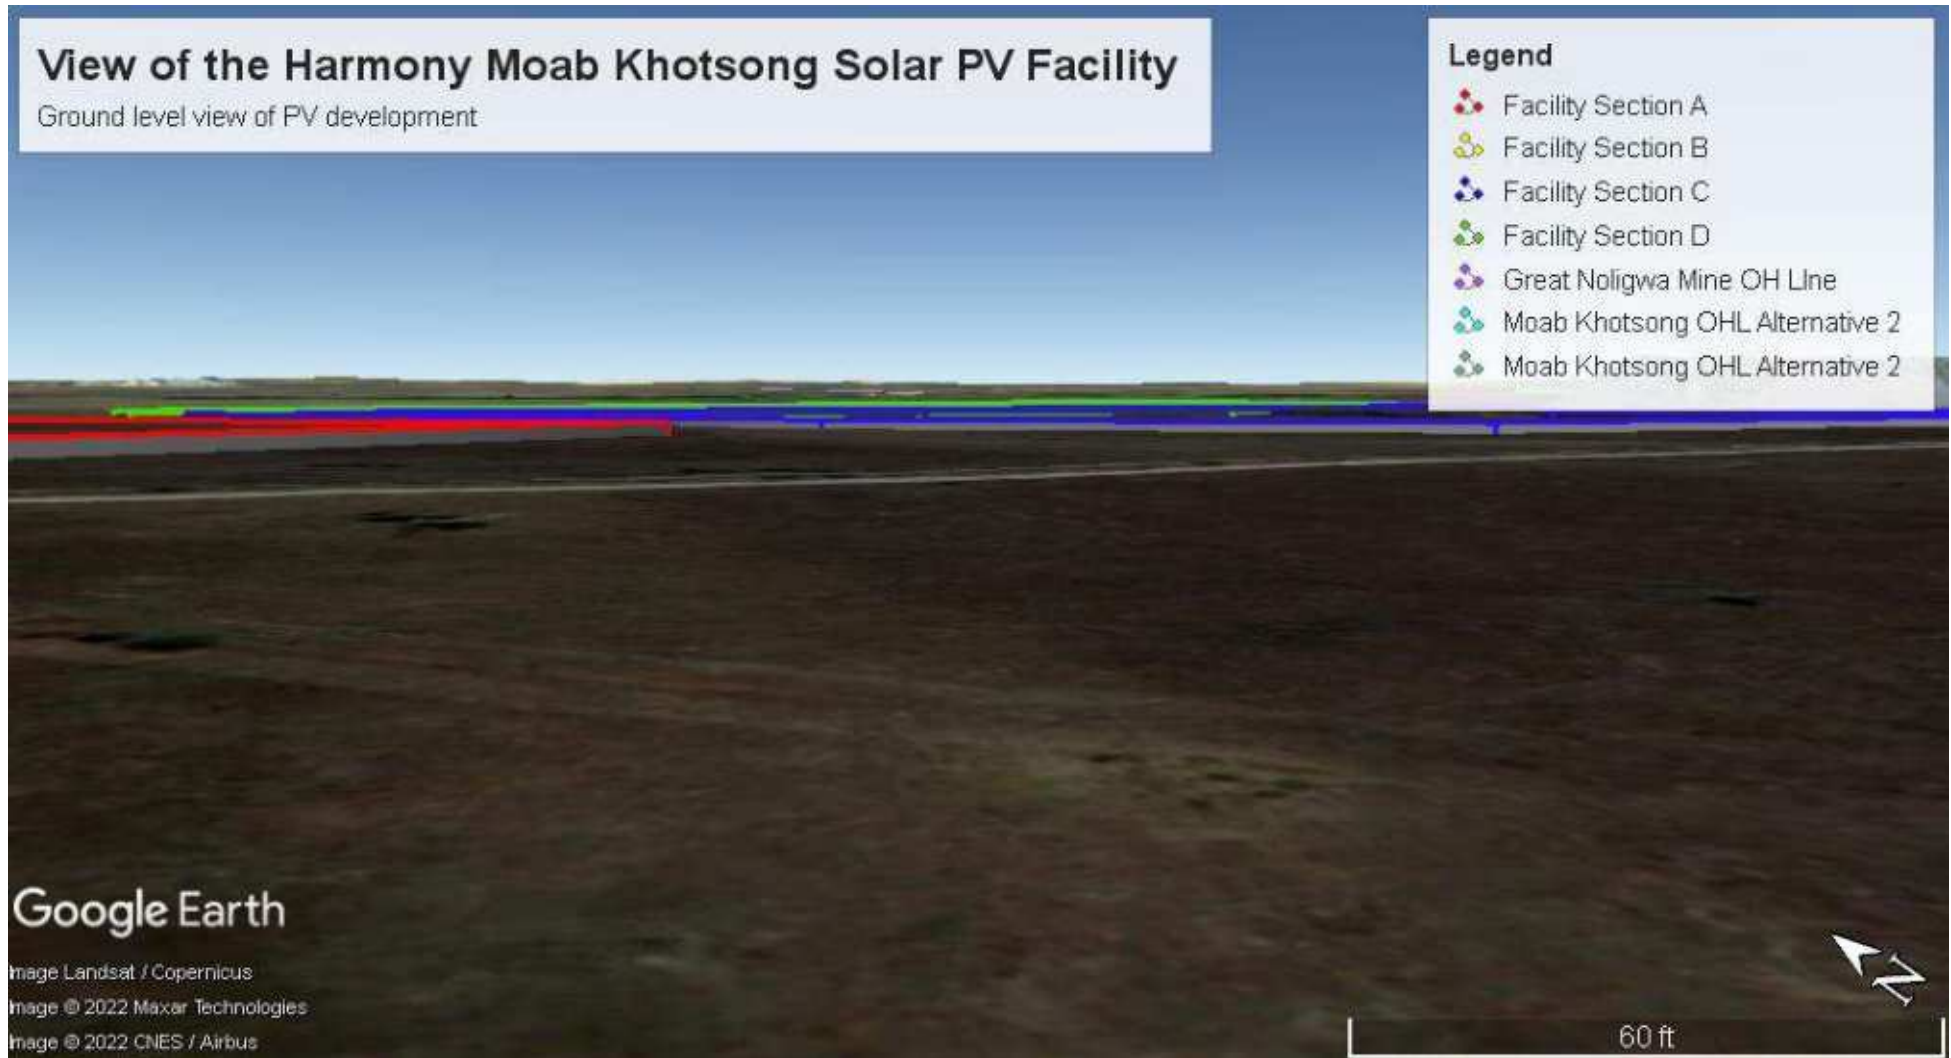 View of the Harmony Moab Khotsong Solar PV Facility
Ground level view of PV development
Legend
Facility Section A
Facility Section B
Facility Section C
Facility Section D
Great Noligwa Mine OH LIne
Moab Khotsong OHL Alternative 2
Moab Khotsong OHL Alternative 2
Google Earth
Image Landsat / Copernicus
Image © 2022 Maxar Technologies
Image © 2022 CNES / Airbus
N
60 ft